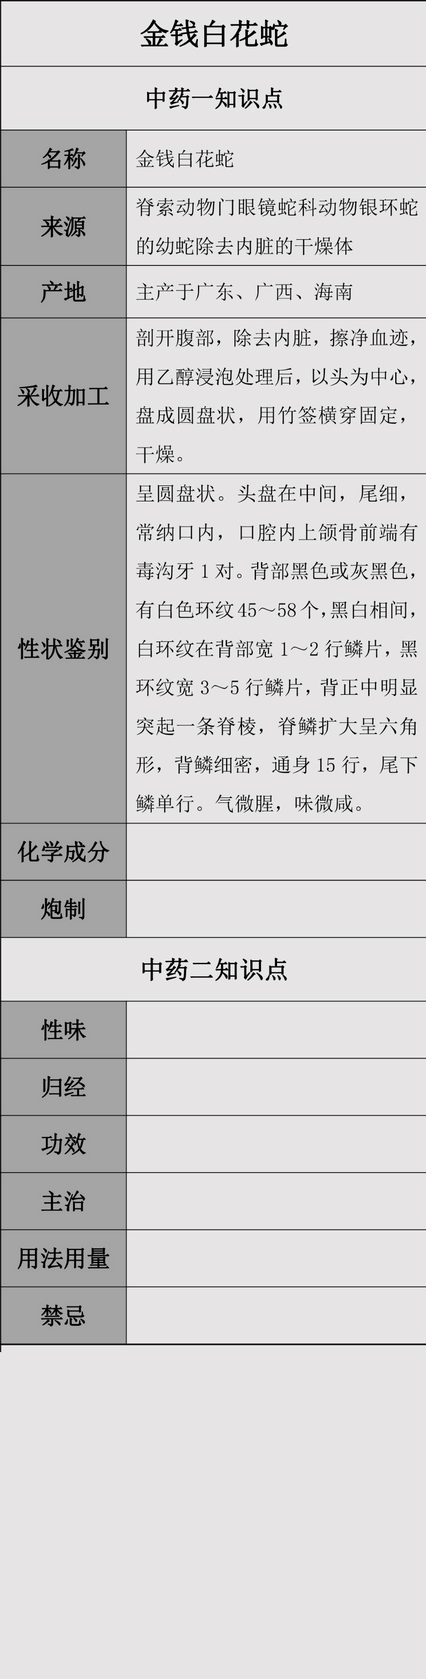 金钱白花蛇
中药一知识点
名称
金钱白花蛇
来源
脊索动物门眼镜蛇科动物银环蛇
的幼蛇除去内脏的干燥体
产地
主产于广东、广西、海南
采收加工
剖开腹部，除去内脏，擦净血迹，
用乙醇浸泡处理后，以头为中心，
盘成圆盘状，用竹签横穿固定，
干燥。
性状鉴别
呈圆盘状。头盘在中间，尾细，
常纳口内，口腔内上颌骨前端有
毒沟牙1对。背部黑色或灰黑色，
有白色环纹45～58个，黑白相间，
白环纹在背部宽1～2行鳞片，黑
环纹宽3～5行鳞片，背正中明显
突起一条脊棱，脊鳞扩大呈六角
形，背鳞细密，通身15行，尾下
鳞单行。气微腥，味微咸。
化学成分
炮制
中药二知识点
性味
归经
功效
主治
用法用量
禁忌